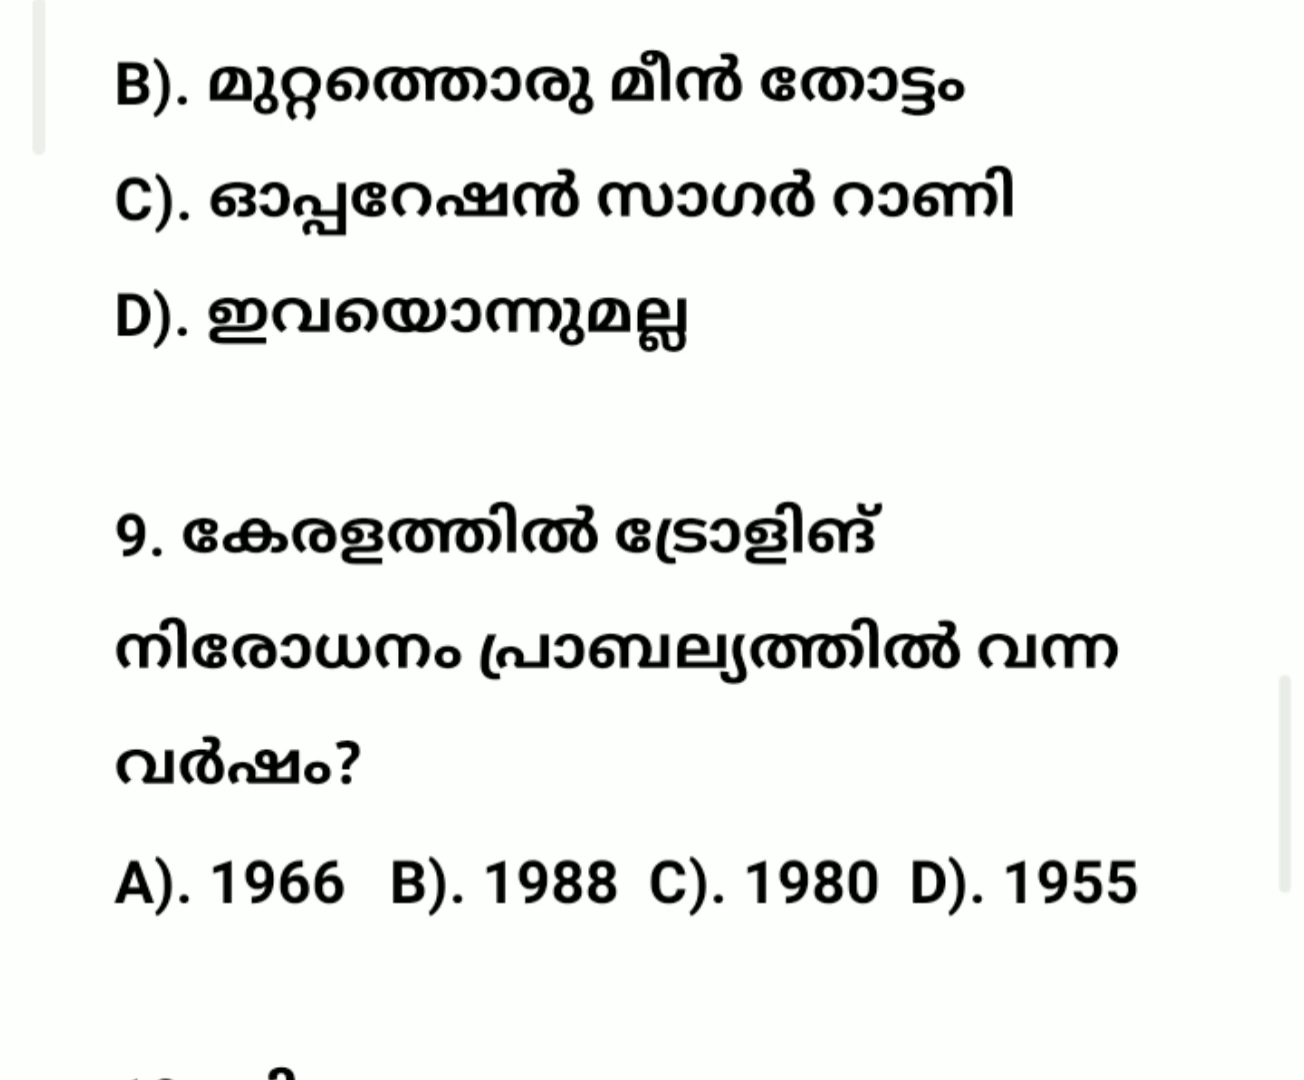 B). മുറ്റത്തൊരു മീൻ തോട്ടം
C). ഓപ്പറേഷൻ സാഗർ റാണി
D). ഇവയൊന്നുമല്ല
9. കേരളത്തിൽ ട്രോളിങ്
നിരോധനം പ്രാബല്യത്തിൽ വന്ന
വർഷം?
A). 1966 B). 1988 C). 1980 D). 1955